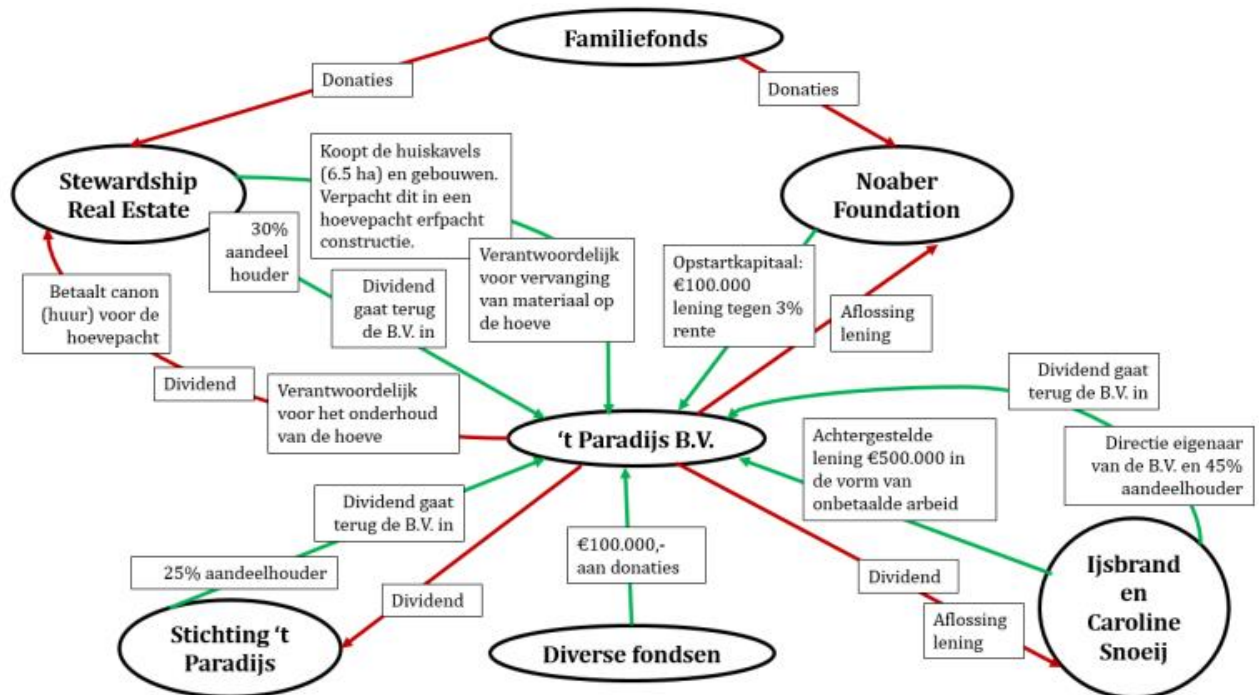 Familiefonds
Donaties
Donaties
Stewardship
Real Estate
Koopt de huiskavels
(6.5 ha) en gebouwen.
Verpacht dit in een
hoevepacht erfpacht
constructie.
Noaber
Foundation
30%
aandeel
houder
Verantwoordelijk
voor vervanging
van materiaal op
de hoeve
Opstartkapitaal:
€100.000
lening tegen 3%
rente
Betaalt canon
(huur) voor de
hoevepacht
Dividend
gaat terug
de B.V. in
Aflossing
lening
Dividend
Verantwoordelijk
voor het onderhoud
van de hoeve
Dividend gaat
terug de B.V. in
‘t Paradijs B.V.
Achtergestelde
lening €500.000 in
de vorm van
onbetaalde arbeid
Directie eigenaar
van de B.V. en 45%
aandeelhouder
Dividend gaat
terug de B.V. in
25% aandeelhouder
€100.000,-
aan donaties
Dividend
Dividend
Aflossing
lening
Ijsbrand
en
Caroline
Snoeij
Stichting ‘t
Paradijs
Diverse fondsen